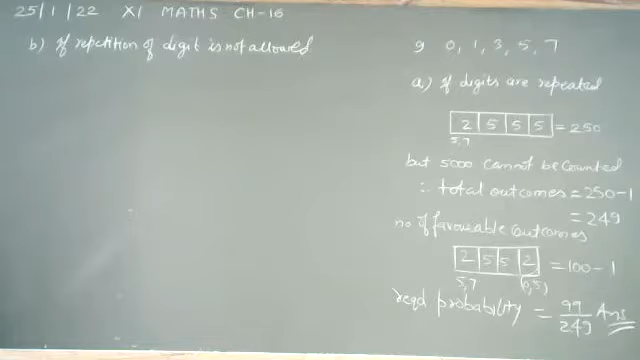 25/1/22 XI MATHS CH-16
b) If repetition of digit is not allowed
9 0, 1, 3, 5, 7
a.) If digits are repeated
2 5 5 5 = 250
5,7
but 5000 cannot be counted
∴ total outcomes = 250-1
= 249
no of favourable outcomes
2 5 5 2 = 100-1
5,7 (0,5)
reqd probability = 99/249 Ans